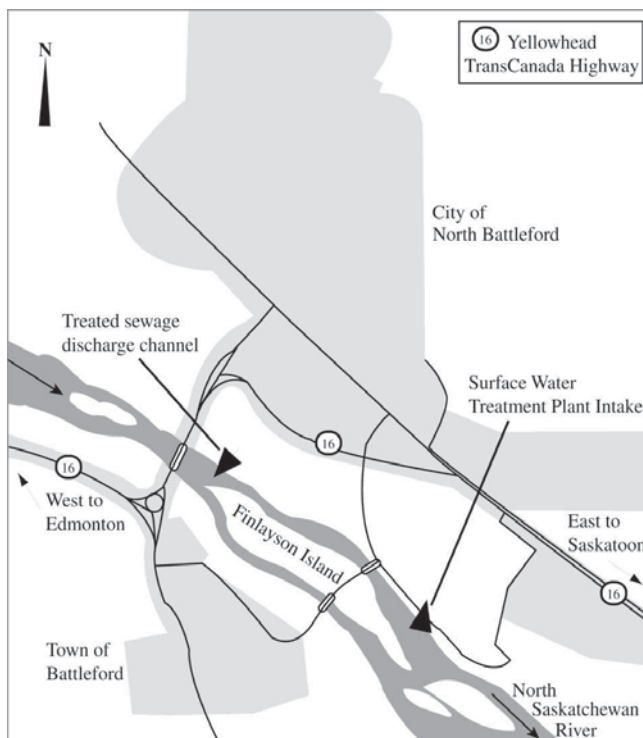 N
16 Yellowhead
TransCanada Highway
City of
North Battleford
Treated sewage
discharge channel
Surface Water
Treatment Plant Intake
16
16
West to
Edmonton
Finlayson Island
East to
Saskatoon
16
Town of
Battleford
North
Saskatchewan
River